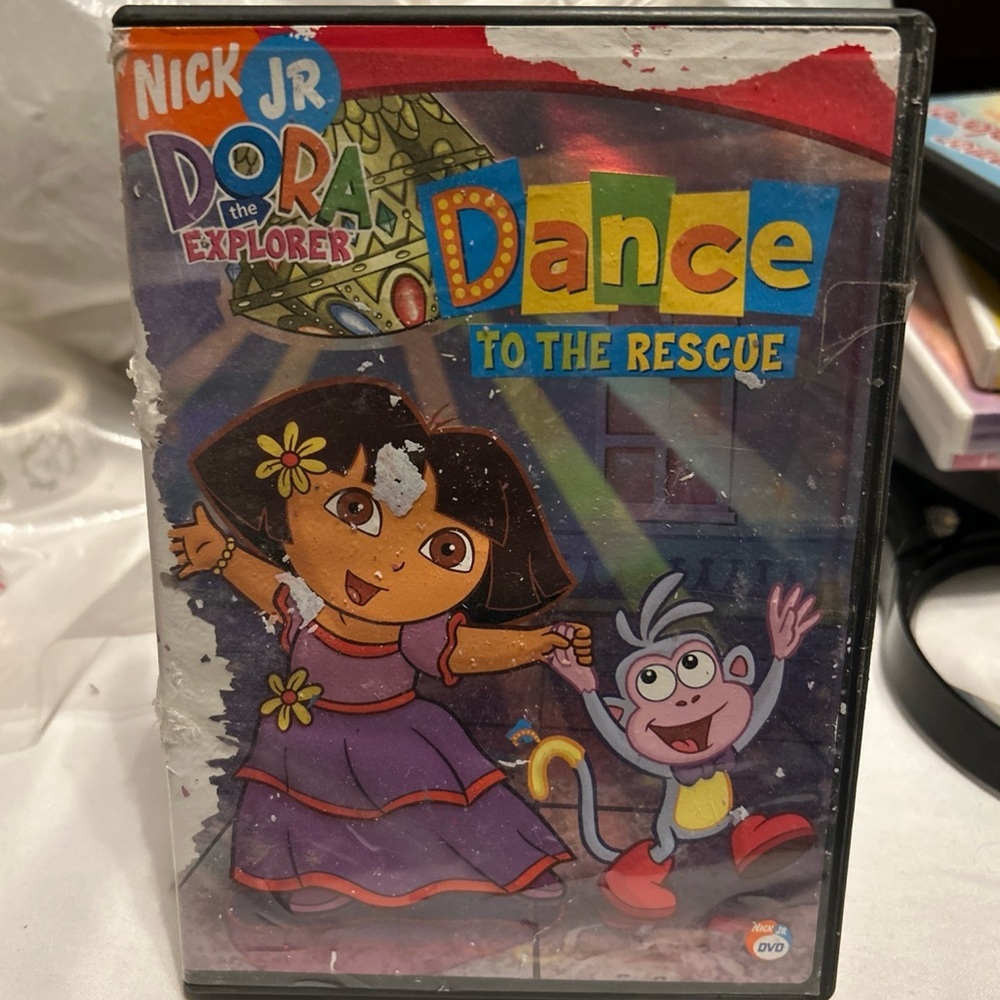 NICK JR
DORA
the
EXPLORER
Dance
TO THE RESCUE
NICK JR
DVD